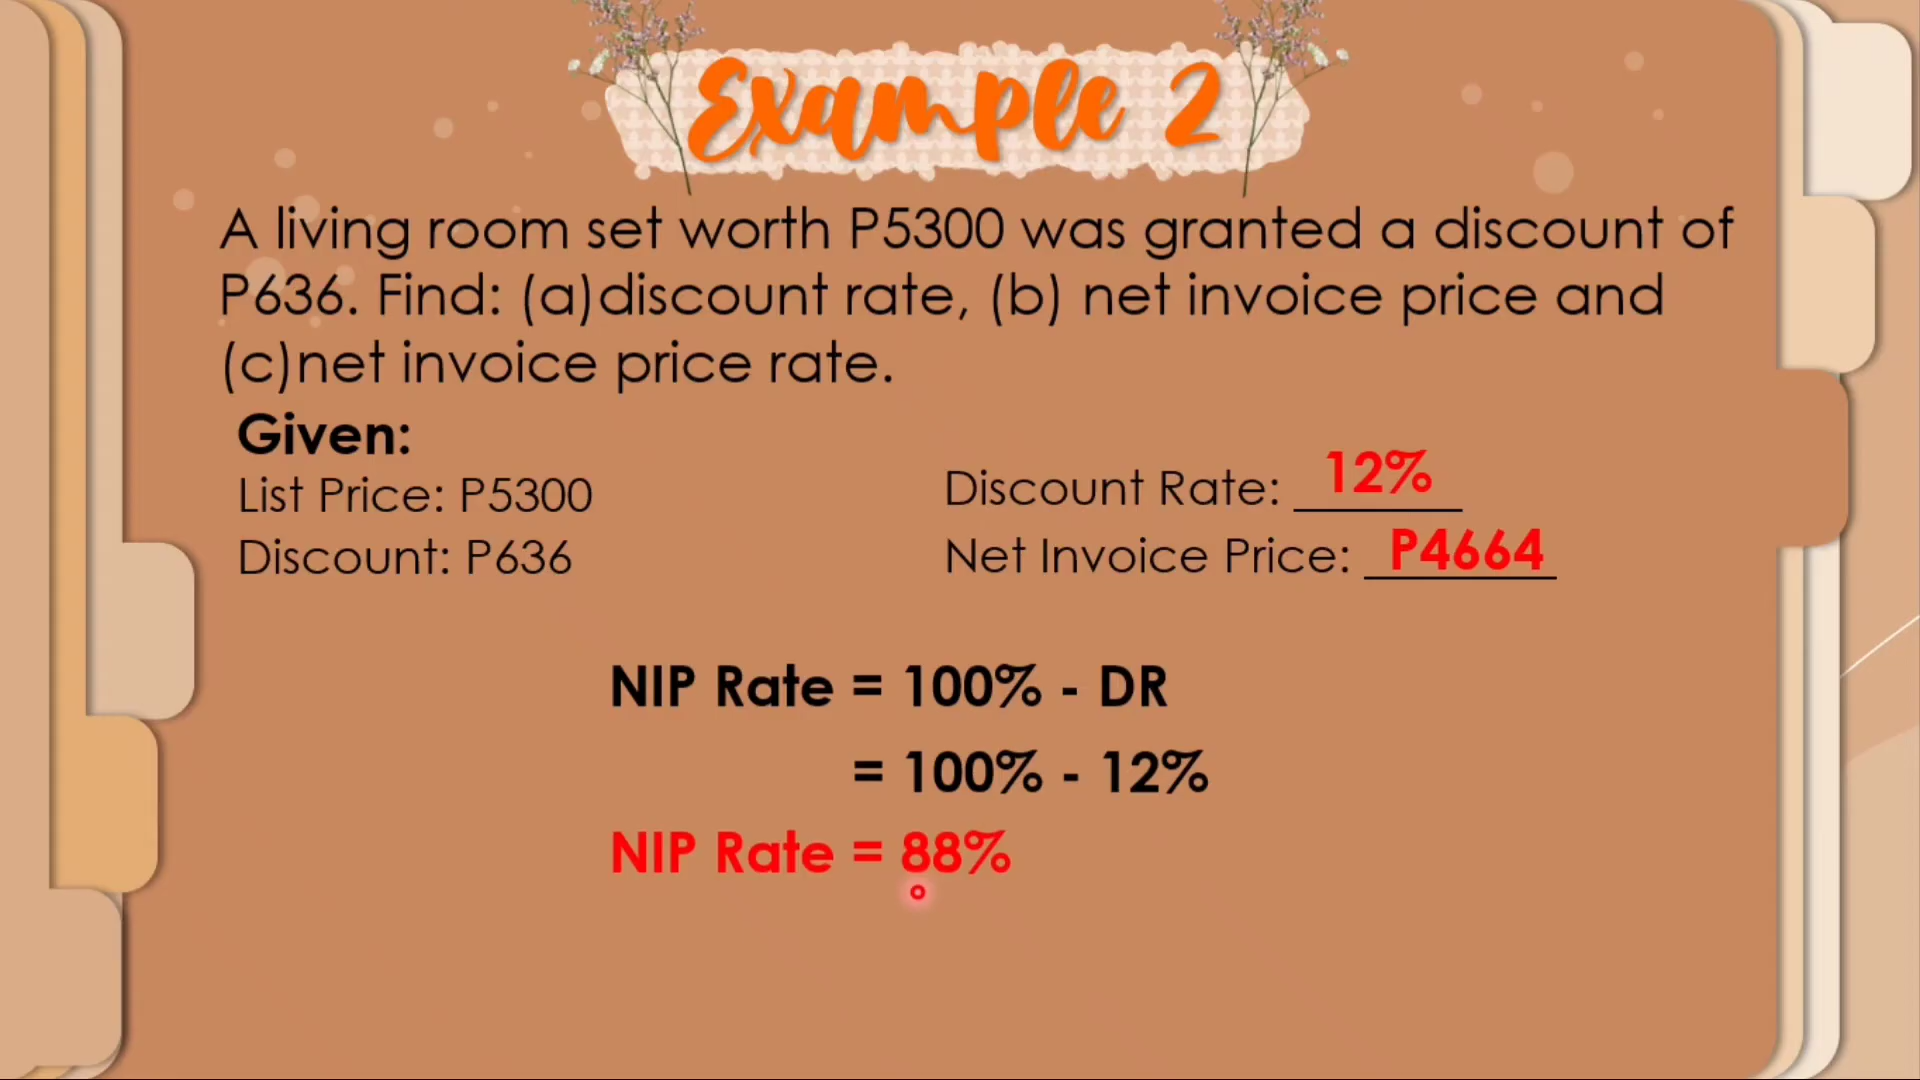 Example 2
A living room set worth P5300 was granted a discount of
P636. Find: (a)discount rate, (b) net invoice price and
(c)net invoice price rate.
Given:
List Price: P5300
Discount: P636
Discount Rate: 12%
Net Invoice Price: P4664
NIP Rate = 100% - DR
= 100% - 12%
NIP Rate = 88%